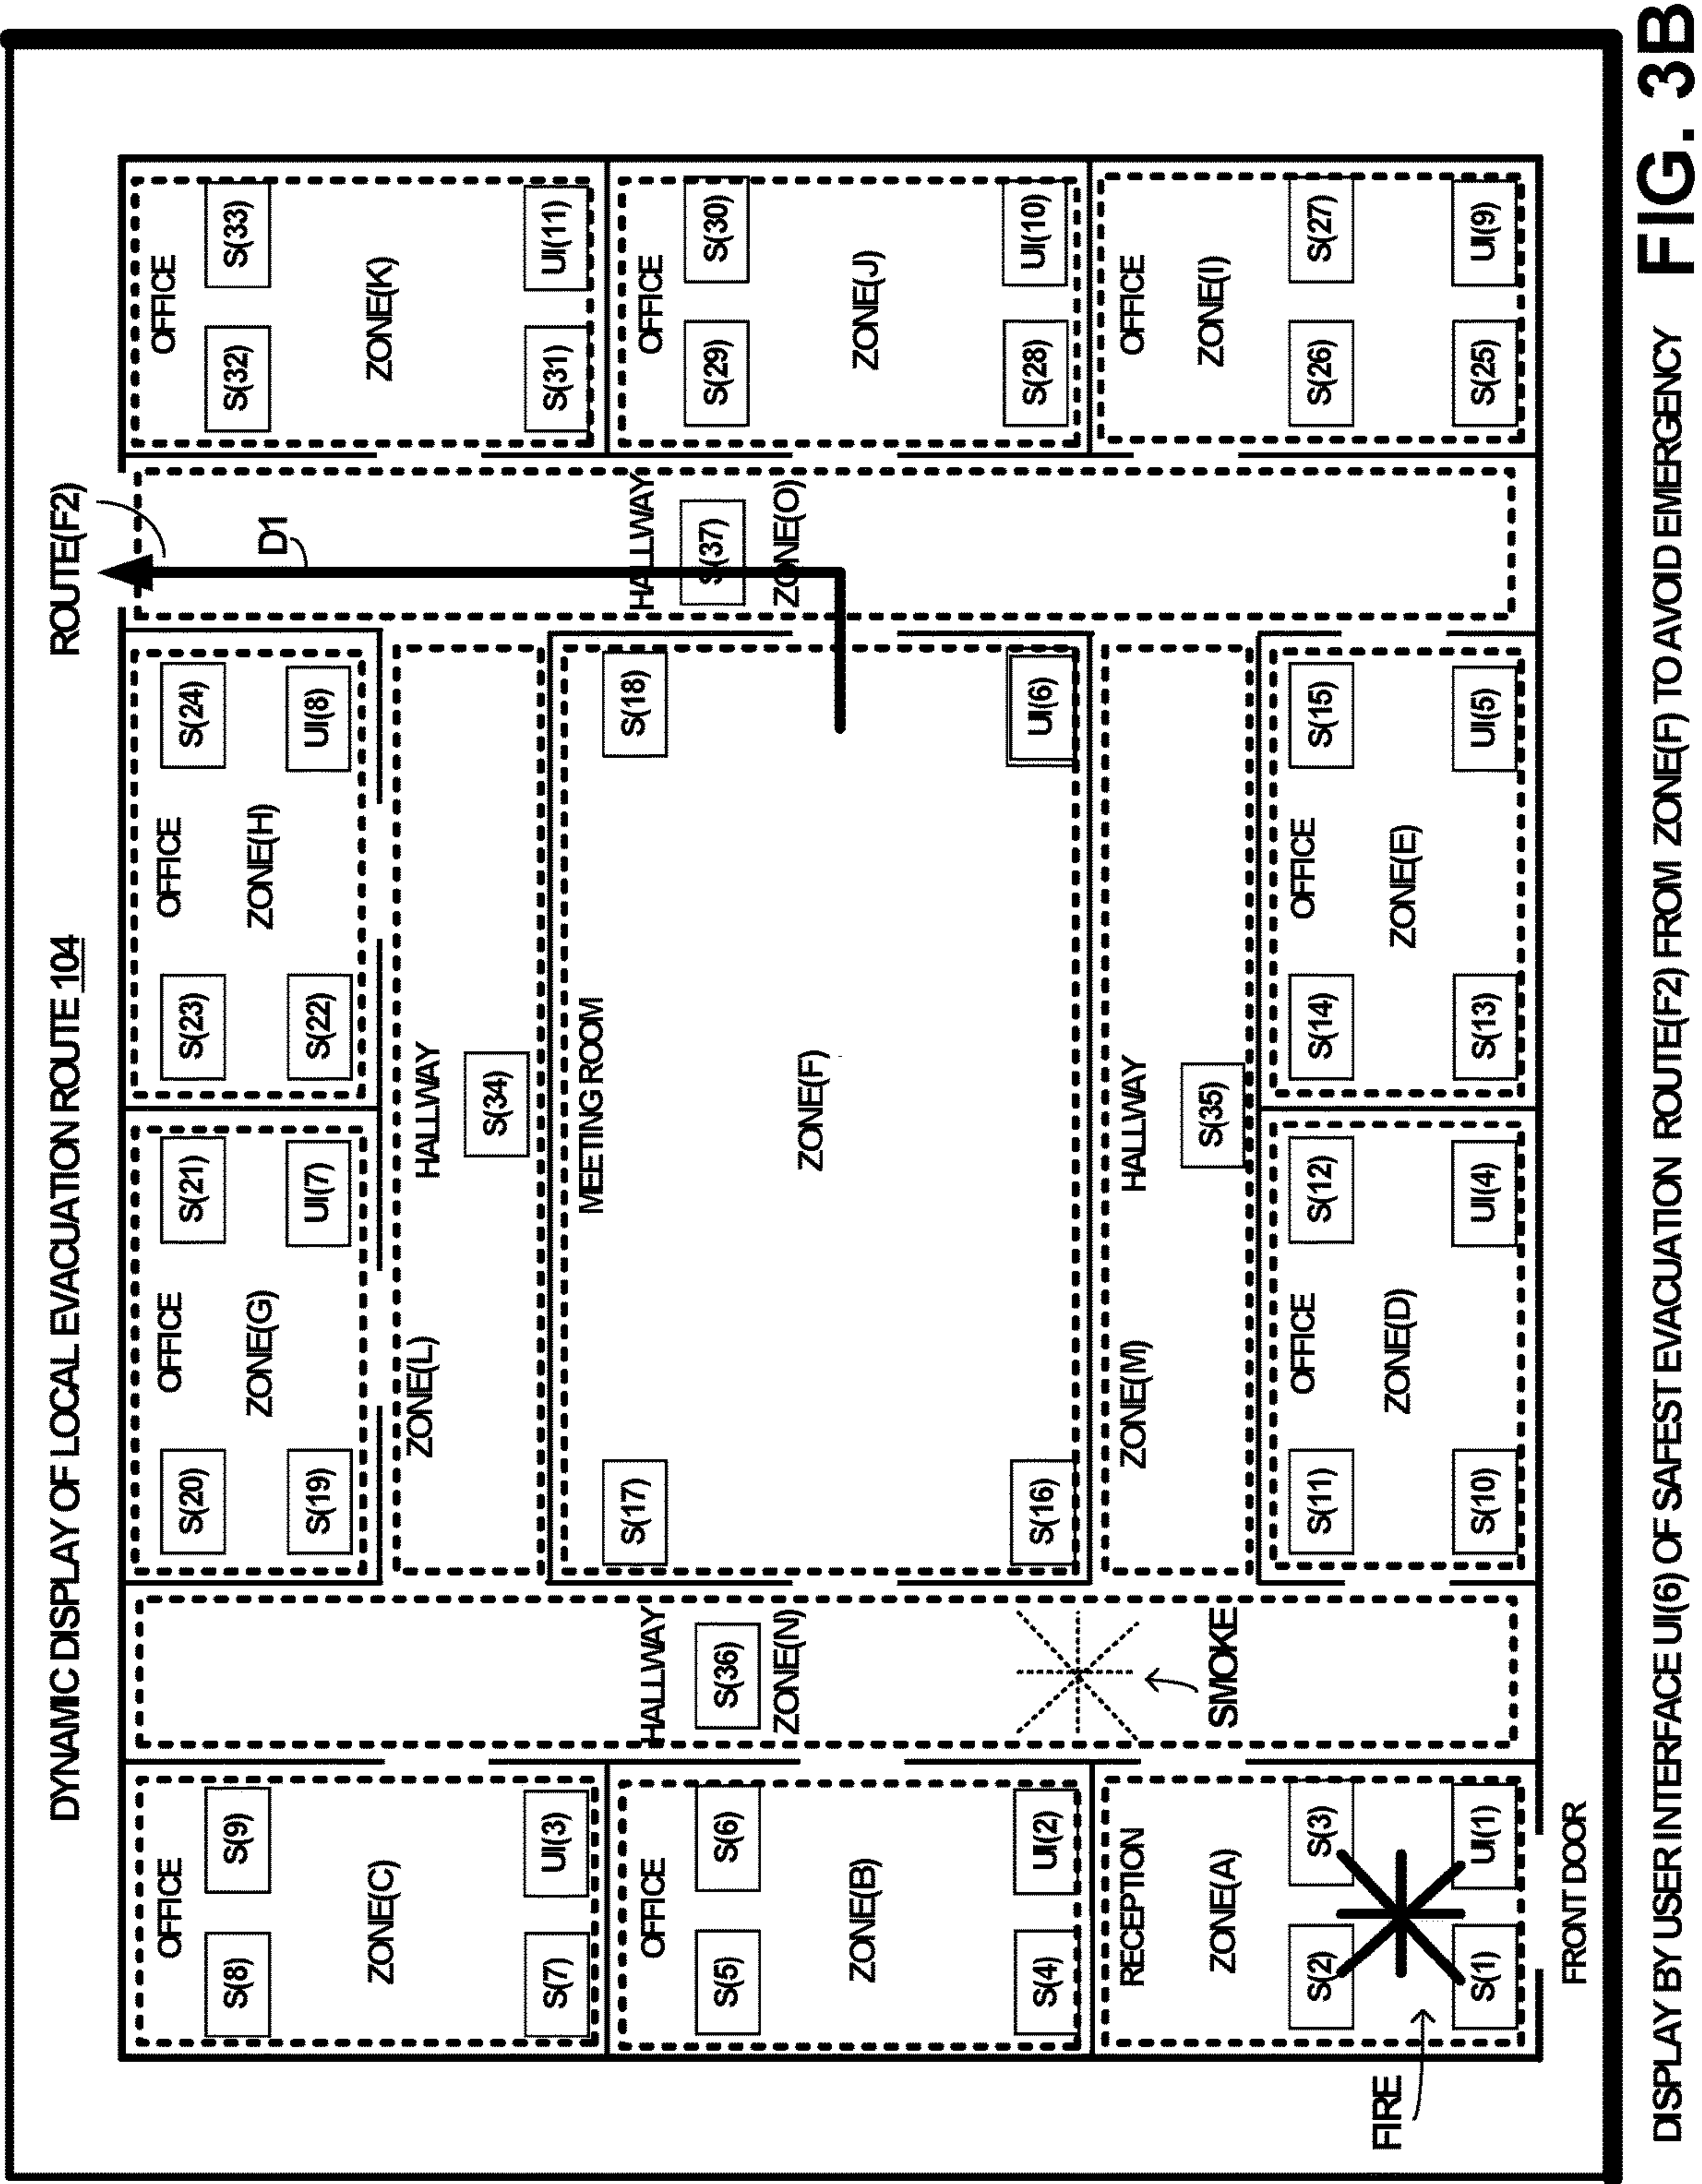 DYNAMIC DISPLAY OF LOCAL EVACUATION ROUTE 104
ROUTE(F2)
D1
OFFICE
S(8)
S(9)
ZONE(C)
S(7)
UI(3)
OFFICE
S(5)
S(6)
ZONE(B)
S(4)
UI(2)
RECEPTION
ZONE(A)
S(2)
S(3)
S(1)
UI(1)
FIRE
FRONT DOOR
HALLWAY
S(36)
ZONE(N)
SMOKE
OFFICE
S(20)
S(21)
ZONE(G)
S(19)
UI(7)
OFFICE
S(23)
S(24)
ZONE(H)
S(22)
UI(8)
HALLWAY
ZONE(L)
S(34)
MEETING ROOM
S(17)
S(18)
ZONE(F)
S(16)
UI(6)
HALLWAY
ZONE(M)
S(35)
OFFICE
S(11)
S(12)
ZONE(D)
S(10)
UI(4)
OFFICE
S(14)
S(15)
ZONE(E)
S(13)
UI(5)
HALLWAY
S(37)
ZONE(O)
OFFICE
S(32)
S(33)
ZONE(K)
S(31)
UI(11)
OFFICE
S(29)
S(30)
ZONE(J)
S(28)
UI(10)
OFFICE
ZONE(I)
S(26)
S(27)
S(25)
UI(9)
DISPLAY BY USER INTERFACE UI(6) OF SAFEST EVACUATION ROUTE(F2) FROM ZONE(F) TO AVOID EMERGENCY
FIG. 3B